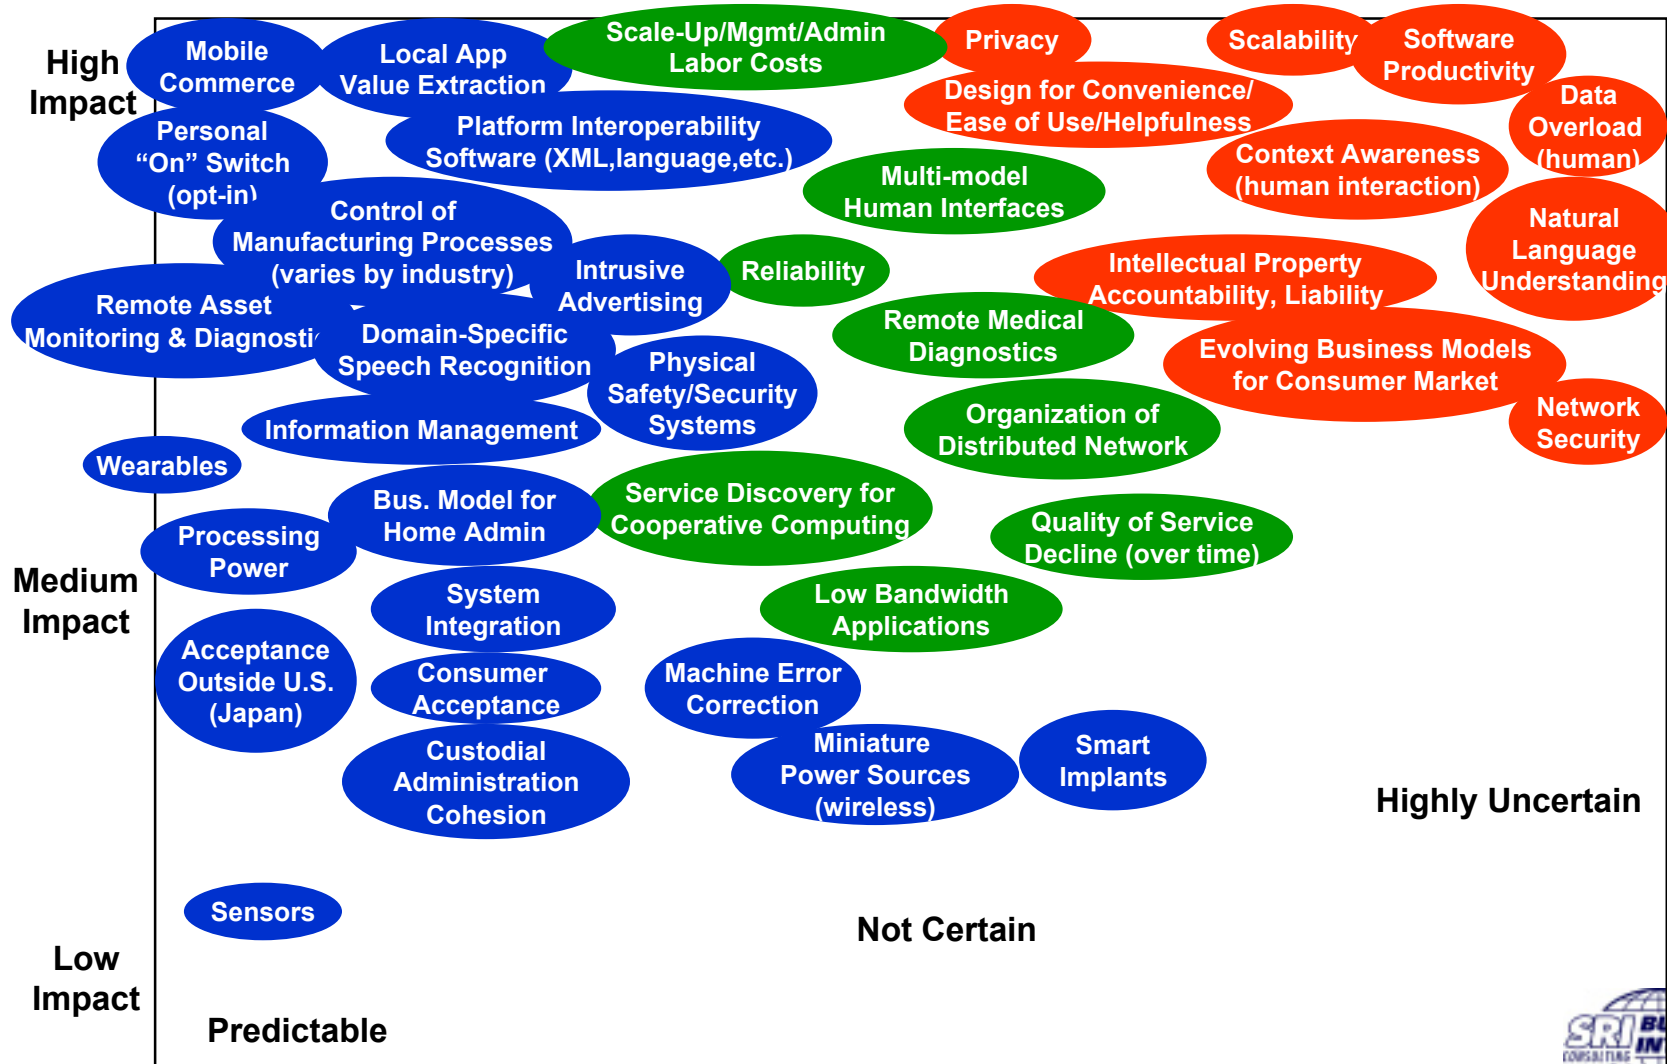 High
Impact
Mobile
Commerce
Local App
Value Extraction
Scale-Up/Mgmt/Admin
Labor Costs
Privacy
Scalability
Software
Productivity
Design for Convenience/
Ease of Use/Helpfulness
Data
Overload
(human)
Personal
“On” Switch
(opt-in)
Platform Interoperability
Software (XML,language,etc.)
Context Awareness
(human interaction)
Multi-model
Human Interfaces
Control of
Manufacturing Processes
(varies by industry)
Natural
Language
Understanding
Intrusive
Advertising
Reliability
Intellectual Property
Accountability, Liability
Remote Asset
Monitoring & Diagnostic
Domain-Specific
Speech Recognition
Remote Medical
Diagnostics
Physical
Safety/Security
Systems
Evolving Business Models
for Consumer Market
Information Management
Organization of
Distributed Network
Network
Security
Wearables
Bus. Model for
Home Admin
Service Discovery for
Cooperative Computing
Quality of Service
Decline (over time)
Processing
Power
Medium
Impact
System
Integration
Low Bandwidth
Applications
Acceptance
Outside U.S.
(Japan)
Consumer
Acceptance
Machine Error
Correction
Custodial
Administration
Cohesion
Miniature
Power Sources
(wireless)
Smart
Implants
Highly Uncertain
Sensors
Not Certain
Low
Impact
Predictable
SRI
CONSULTING
BU
IN